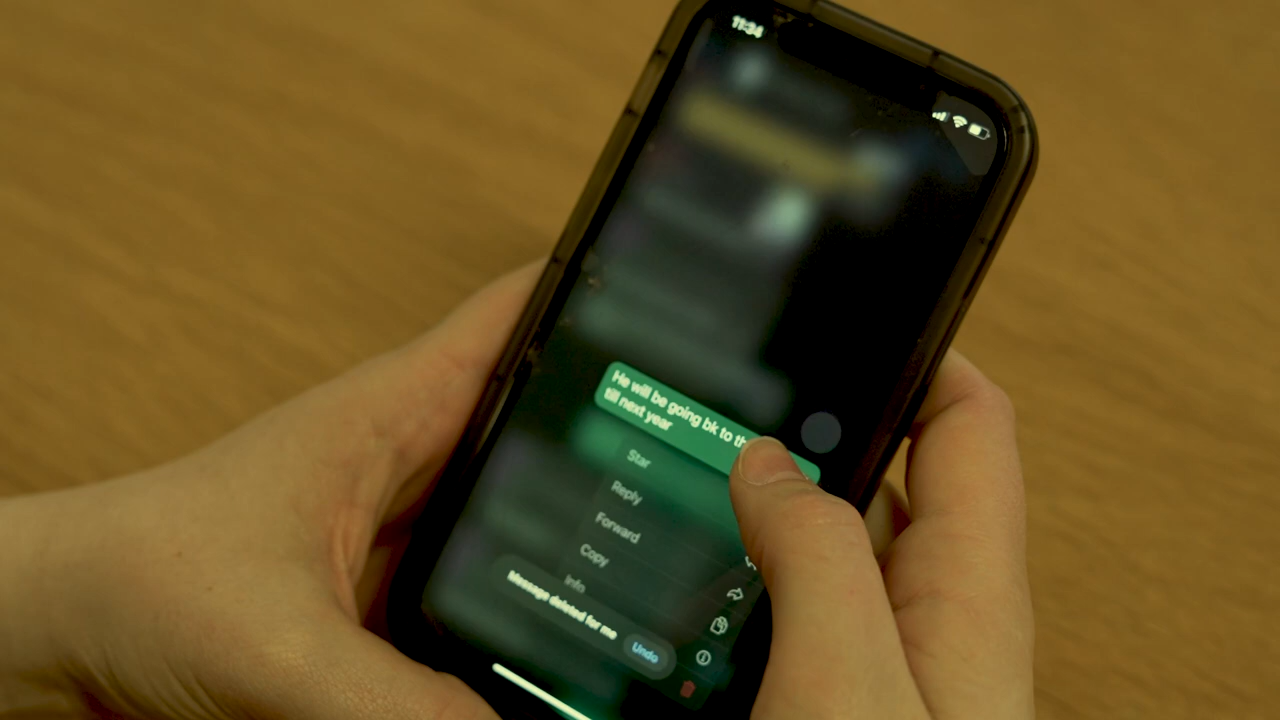 11:34
He will be going bk to
till next year
Star
Reply
Forward
Copy
Info
Message deleted for me
Undo